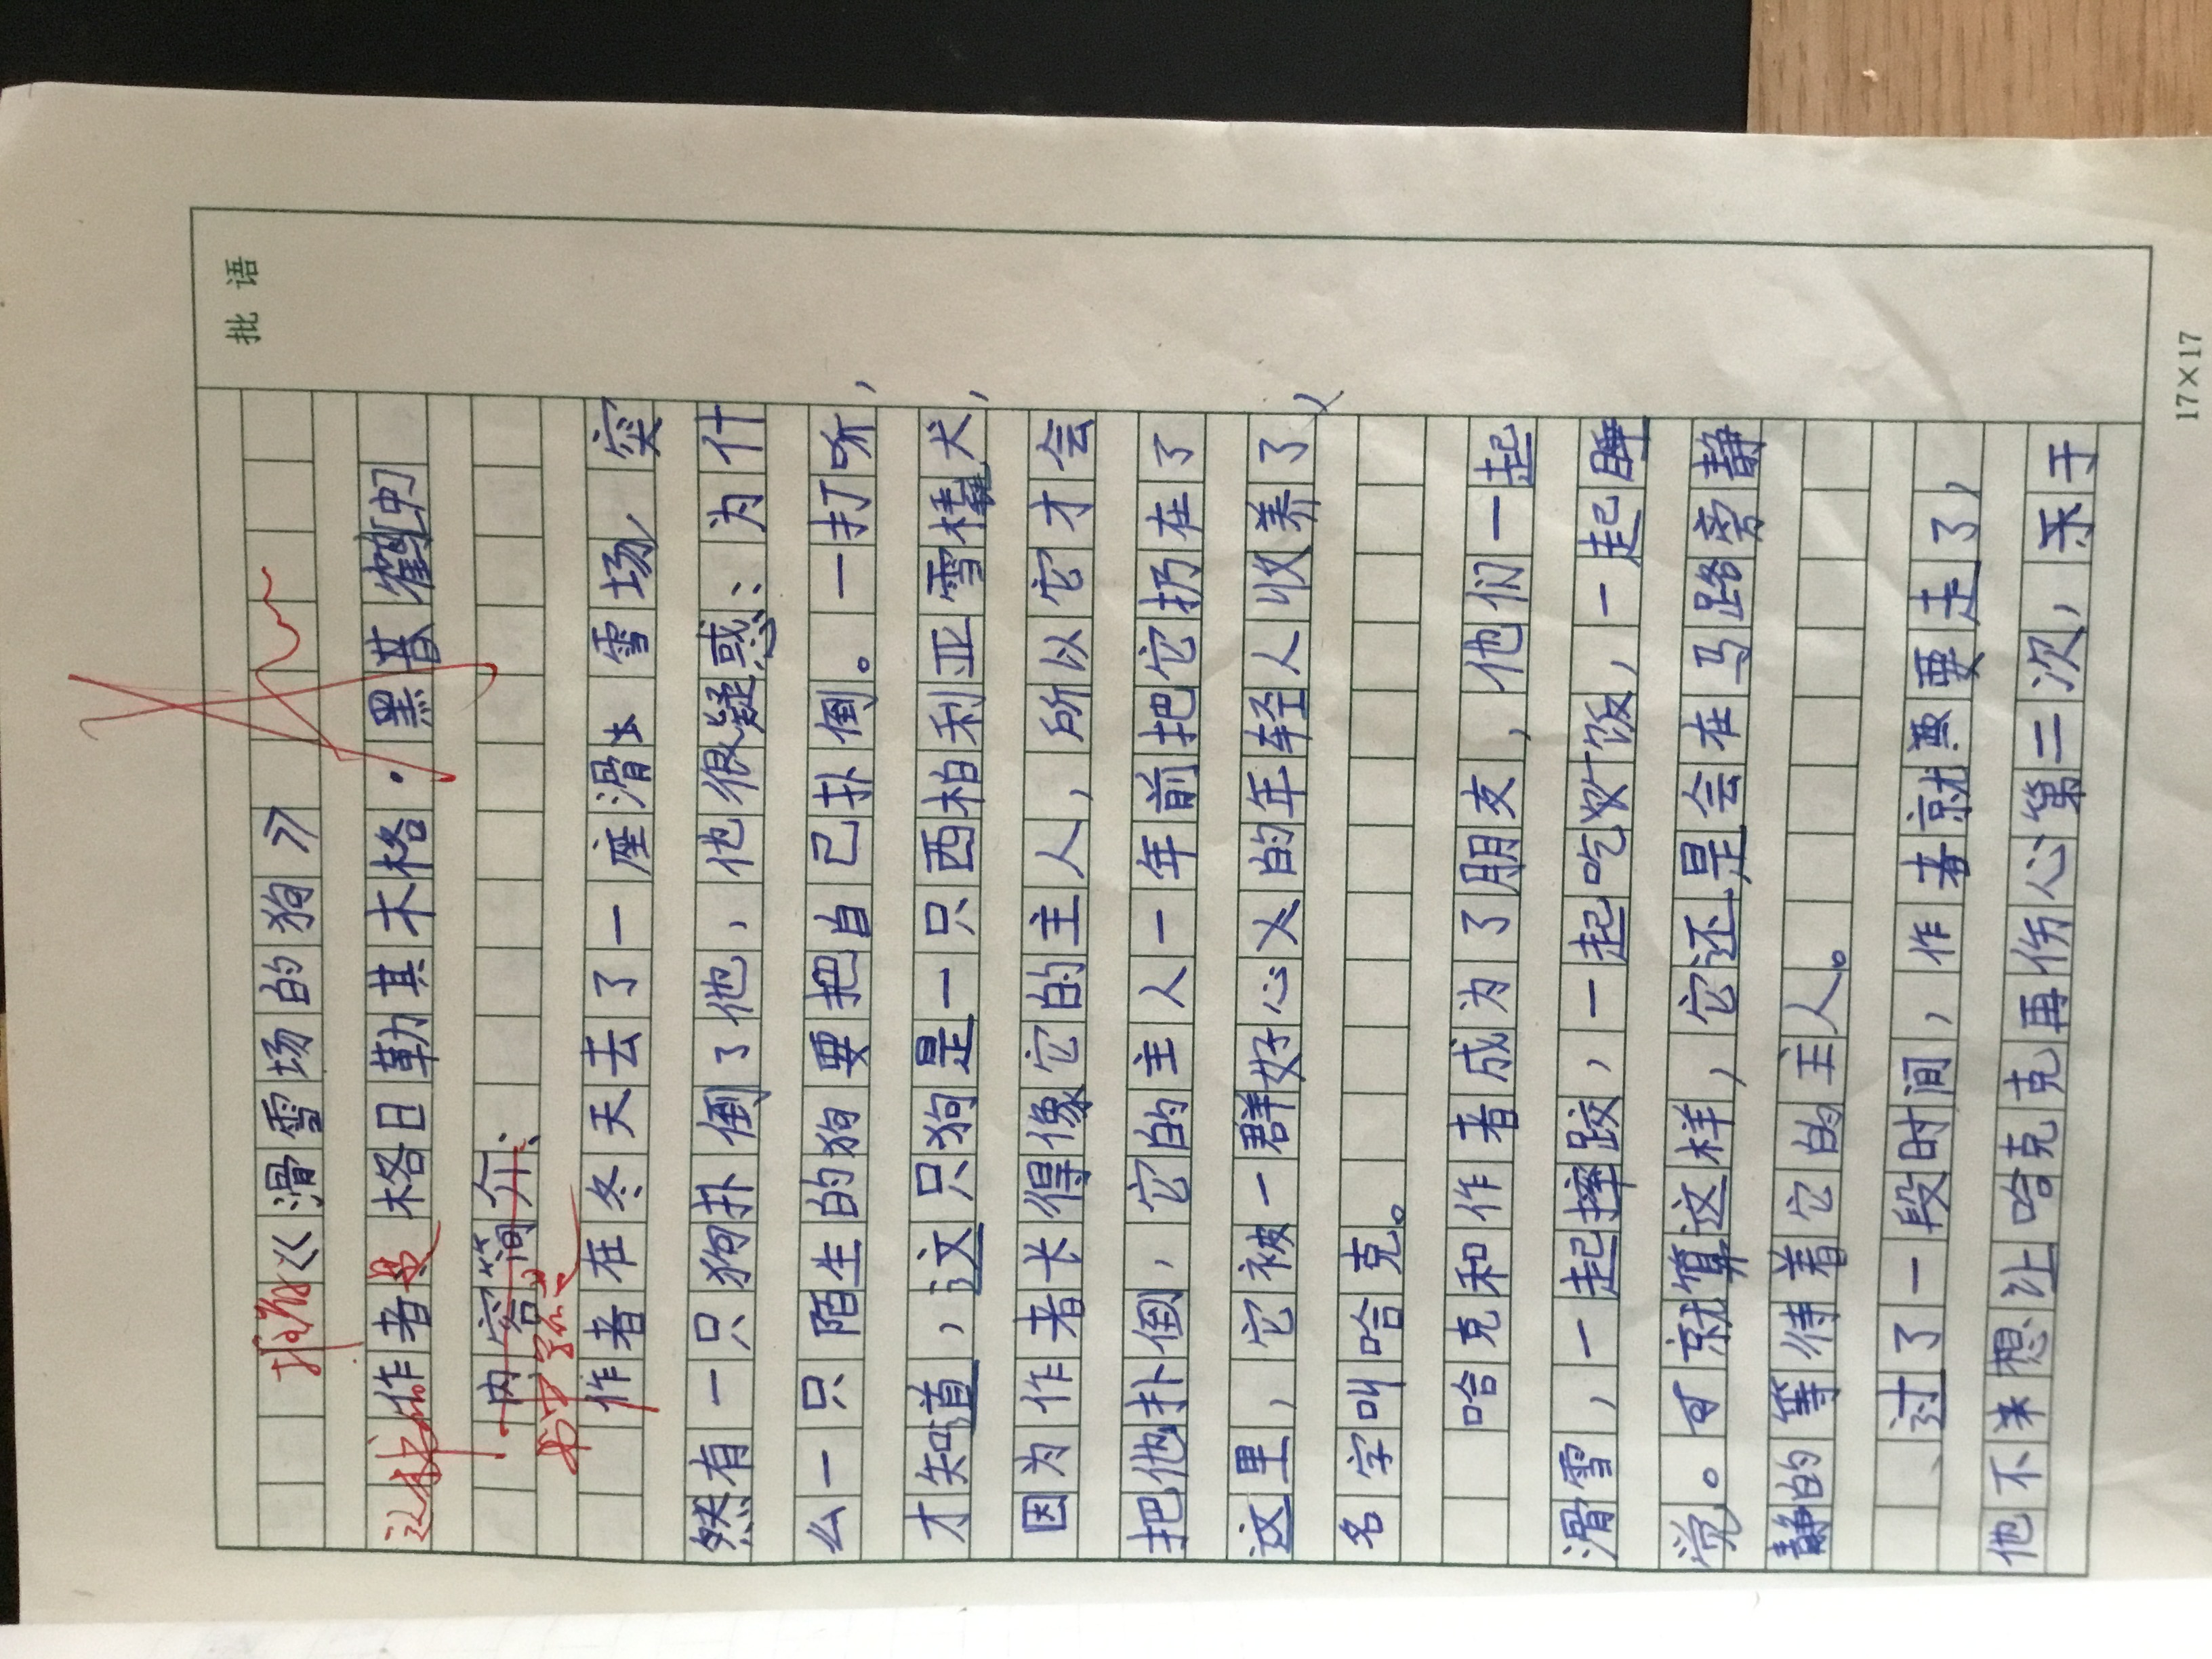 批语
推荐《滑雪场的狗》
这本书的作者是格日勒其木格·黑
内容简介:
书中写的是
作者在冬天去了一座滑雪场,突
然有一只狗扑倒了他,他很疑惑:为什
么一只陌生的狗要把自己扑倒。一打听,
才知道,这只狗是一只西柏利亚雪橇犬,
因为作者长得像它的主人,所以它才会
把他扑倒,它的主人一年前把它扔在了
这里,它被一群好心的年轻人收养了,
名字叫哈克。
哈克和作者成为了朋友,他们一起
滑雪,一起摔跤,一起吃饭,一起睡
觉。可就算这样,它还是会在马路旁静
静的等待着它的主人。
过了一段时间,作者就要走了,
他不想让哈克克再伤心第二次,于
17×17